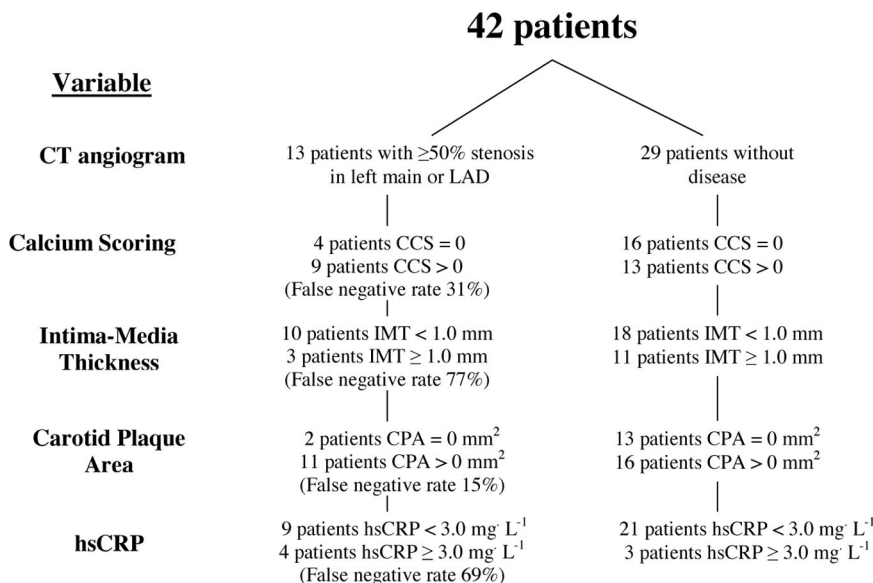 42 patients
Variable
CT angiogram
13 patients with ≥50% stenosis
in left main or LAD
29 patients without
disease
Calcium Scoring
4 patients CCS = 0
9 patients CCS > 0
(False negative rate 31%)
16 patients CCS = 0
13 patients CCS > 0
Intima-Media
Thickness
10 patients IMT < 1.0 mm
3 patients IMT ≥ 1.0 mm
(False negative rate 77%)
18 patients IMT < 1.0 mm
11 patients IMT ≥ 1.0 mm
Carotid Plaque
Area
2 patients CPA = 0 mm²
11 patients CPA > 0 mm²
(False negative rate 15%)
13 patients CPA = 0 mm²
16 patients CPA > 0 mm²
hsCRP
9 patients hsCRP < 3.0 mg· L⁻¹
4 patients hsCRP ≥ 3.0 mg· L⁻¹
(False negative rate 69%)
21 patients hsCRP < 3.0 mg· L⁻¹
3 patients hsCRP ≥ 3.0 mg· L⁻¹